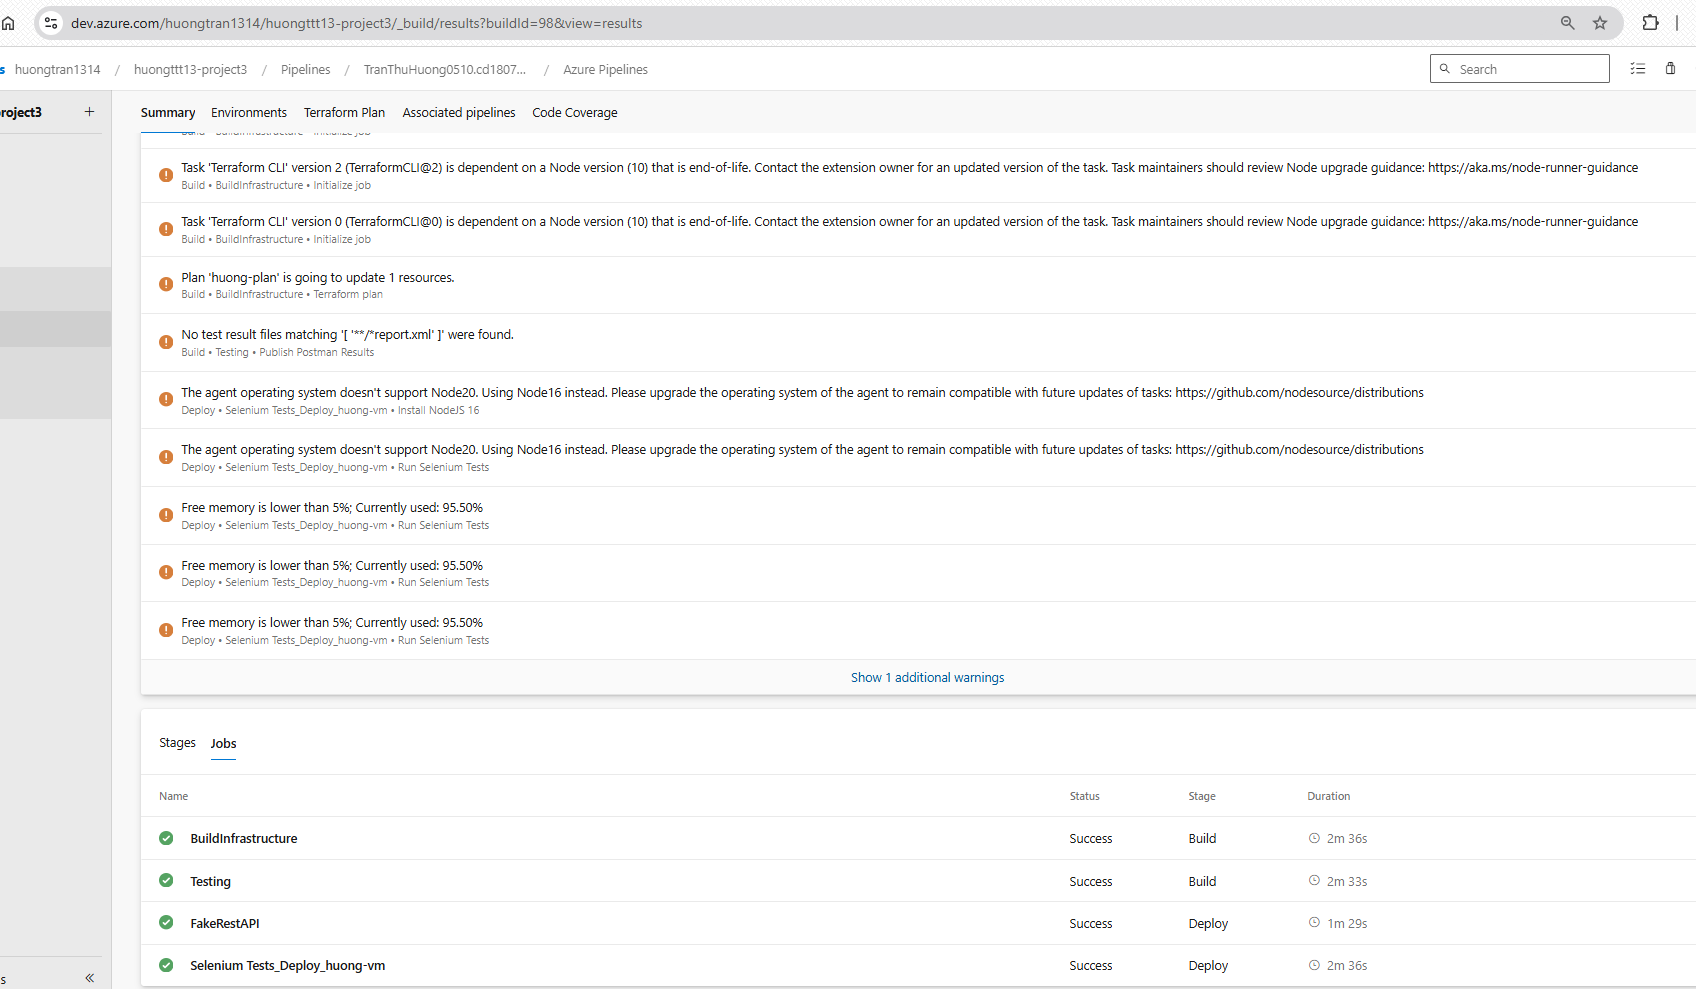 dev.azure.com/huongtran1314/huongttt13-project3/_build/results?buildId=98&view=results
s huongtran1314 / huongttt13-project3 / Pipelines / TranThuHuong0510.cd1807... / Azure Pipelines
Search
roject3 +
Summary Environments Terraform Plan Associated pipelines Code Coverage
Build • BuildInfrastructure • Initialize job
Task 'Terraform CLI' version 2 (TerraformCLI@2) is dependent on a Node version (10) that is end-of-life. Contact the extension owner for an updated version of the task. Task maintainers should review Node upgrade guidance: https://aka.ms/node-runner-guidance
Build • BuildInfrastructure • Initialize job
Task 'Terraform CLI' version 0 (TerraformCLI@0) is dependent on a Node version (10) that is end-of-life. Contact the extension owner for an updated version of the task. Task maintainers should review Node upgrade guidance: https://aka.ms/node-runner-guidance
Build • BuildInfrastructure • Initialize job
Plan 'huong-plan' is going to update 1 resources.
Build • BuildInfrastructure • Terraform plan
No test result files matching '[ '**/*report.xml' ]' were found.
Build • Testing • Publish Postman Results
The agent operating system doesn't support Node20. Using Node16 instead. Please upgrade the operating system of the agent to remain compatible with future updates of tasks: https://github.com/nodesource/distributions
Deploy • Selenium Tests_Deploy_huong-vm • Install NodeJS 16
The agent operating system doesn't support Node20. Using Node16 instead. Please upgrade the operating system of the agent to remain compatible with future updates of tasks: https://github.com/nodesource/distributions
Deploy • Selenium Tests_Deploy_huong-vm • Run Selenium Tests
Free memory is lower than 5%; Currently used: 95.50%
Deploy • Selenium Tests_Deploy_huong-vm • Run Selenium Tests
Free memory is lower than 5%; Currently used: 95.50%
Deploy • Selenium Tests_Deploy_huong-vm • Run Selenium Tests
Free memory is lower than 5%; Currently used: 95.50%
Deploy • Selenium Tests_Deploy_huong-vm • Run Selenium Tests
Show 1 additional warnings
Stages Jobs
Name Status Stage Duration
BuildInfrastructure Success Build 2m 36s
Testing Success Build 2m 33s
FakeRestAPI Success Deploy 1m 29s
Selenium Tests_Deploy_huong-vm Success Deploy 2m 36s
s «